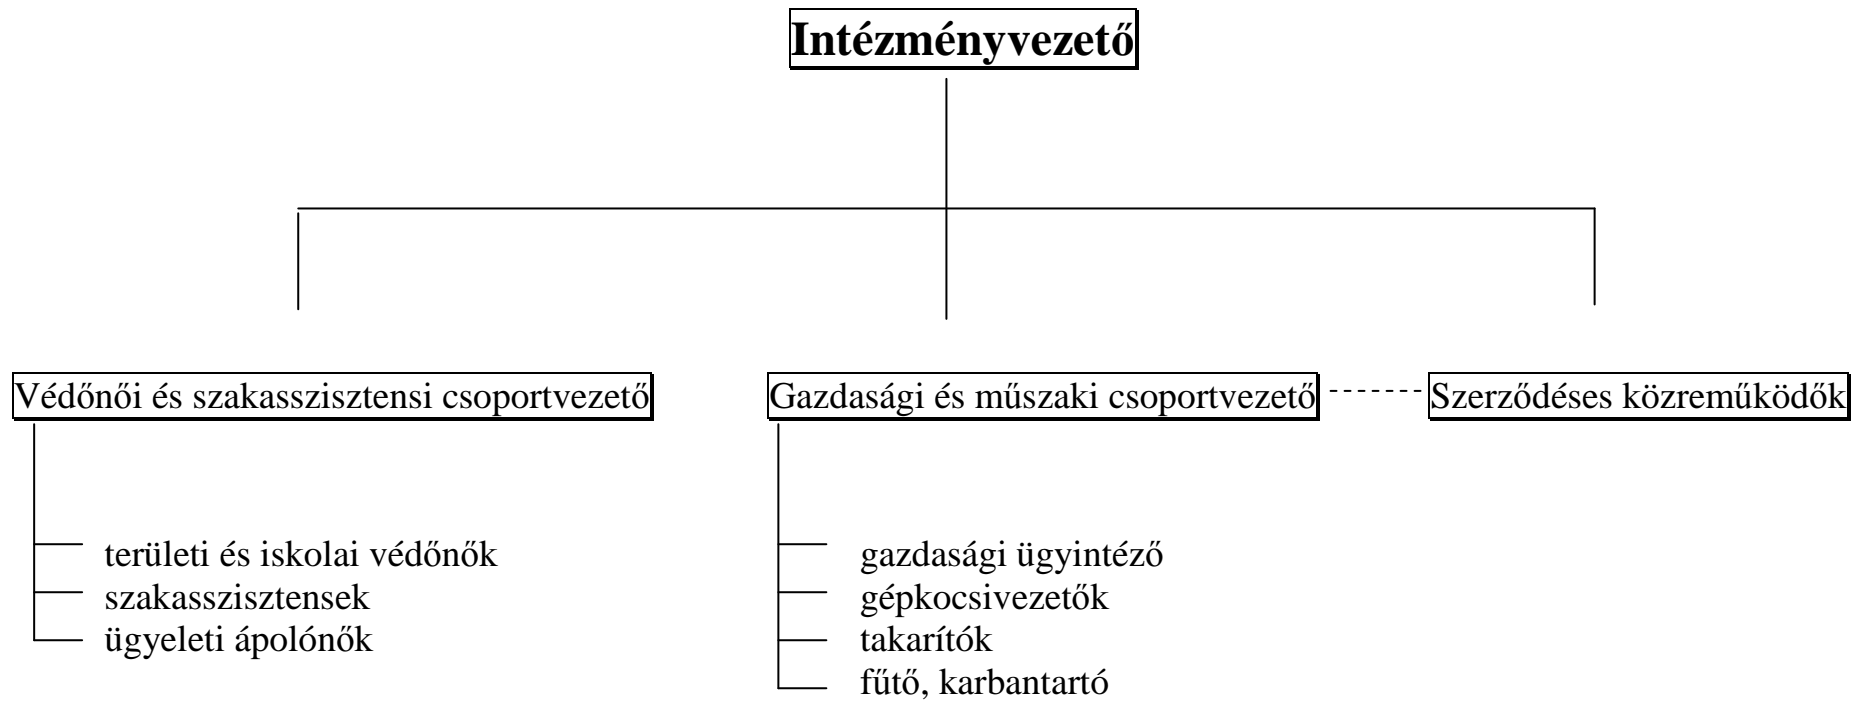 Intézményvezető
Védőnői és szakasszisztensi csoportvezető
Gazdasági és műszaki csoportvezető
Szerződéses közreműködők
területi és iskolai védőnők
szakasszisztensek
ügyeleti ápolónők
gazdasági ügyintéző
gépkocsivezetők
takarítók
fűtő, karbantartó